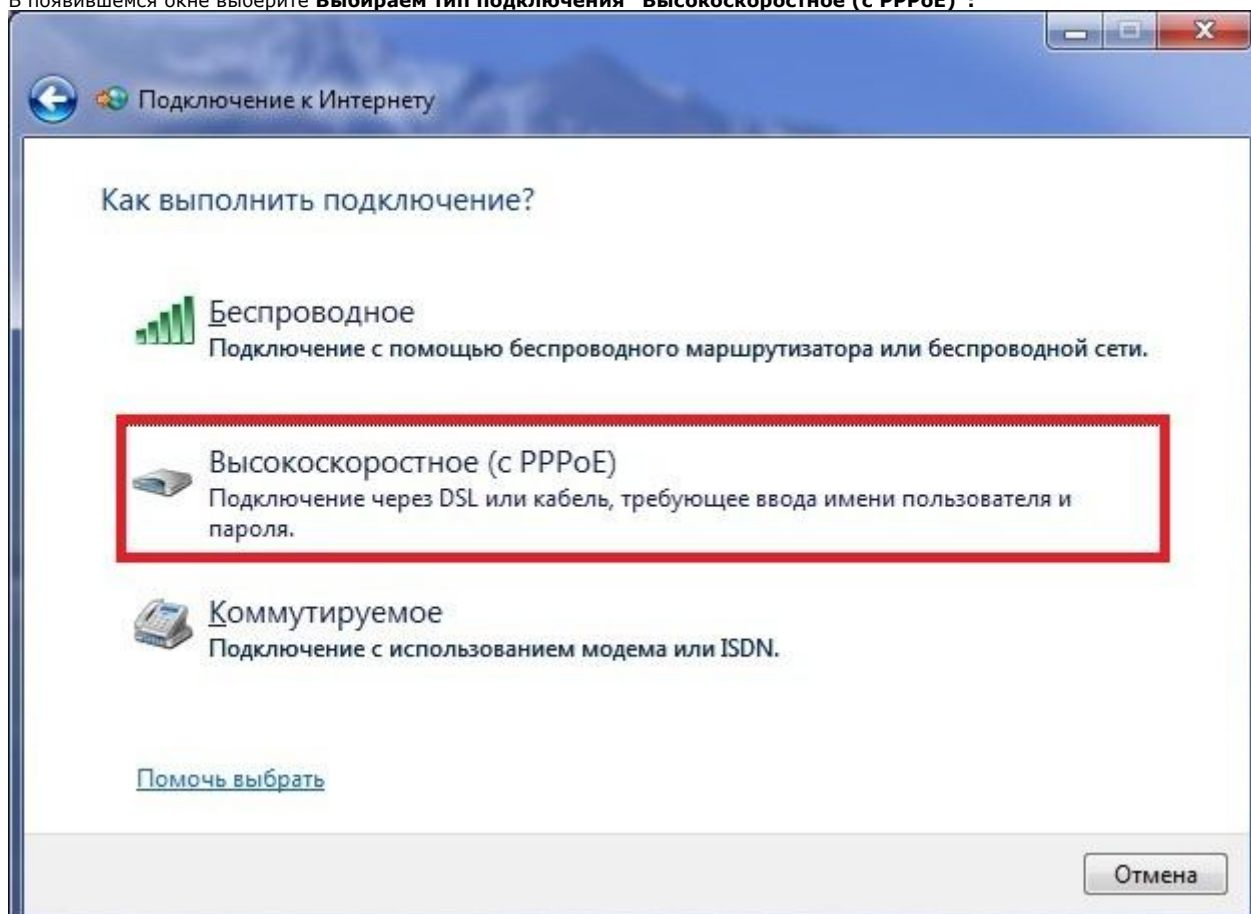 В появившемся окне выберите Выбираем тип подключения "Высокоскоростное (с PPPoE)":
Подключение к Интернету
Как выполнить подключение?
Беспроводное
Подключение с помощью беспроводного маршрутизатора или беспроводной сети.
Высокоскоростное (с PPPoE)
Подключение через DSL или кабель, требующее ввода имени пользователя и
пароля.
Коммутируемое
Подключение с использованием модема или ISDN.
Помочь выбрать
Отмена